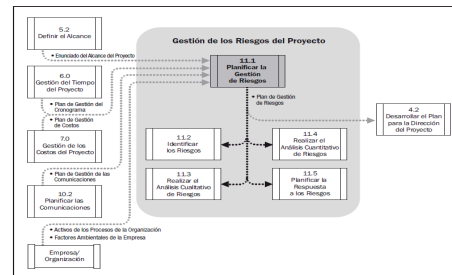 5.2
Definir el Alcance
• Enunciado del Alcance del Proyecto
6.0
Gestión del Tiempo
del Proyecto
• Plan de Gestión del
Cronograma
• Plan de Gestión
de Costos
7.0
Gestión de los
Costos del Proyecto
• Plan de Gestión de las
Comunicaciones
10.2
Planificar las
Comunicaciones
• Activos de los Procesos de la Organización
• Factores Ambientales de la Empresa
Empresa/
Organización
Gestión de los Riesgos del Proyecto
11.1
Planificar la
Gestión
de Riesgos
• Plan de Gestión
de Riesgos
11.2
Identificar
los Riesgos
11.4
Realizar el
Análisis Cuantitativo
de Riesgos
11.3
Realizar el
Análisis Cualitativo
de Riesgos
11.5
Planificar la
Respuesta
a los Riesgos
4.2
Desarrollar el Plan
para la Dirección
del Proyecto